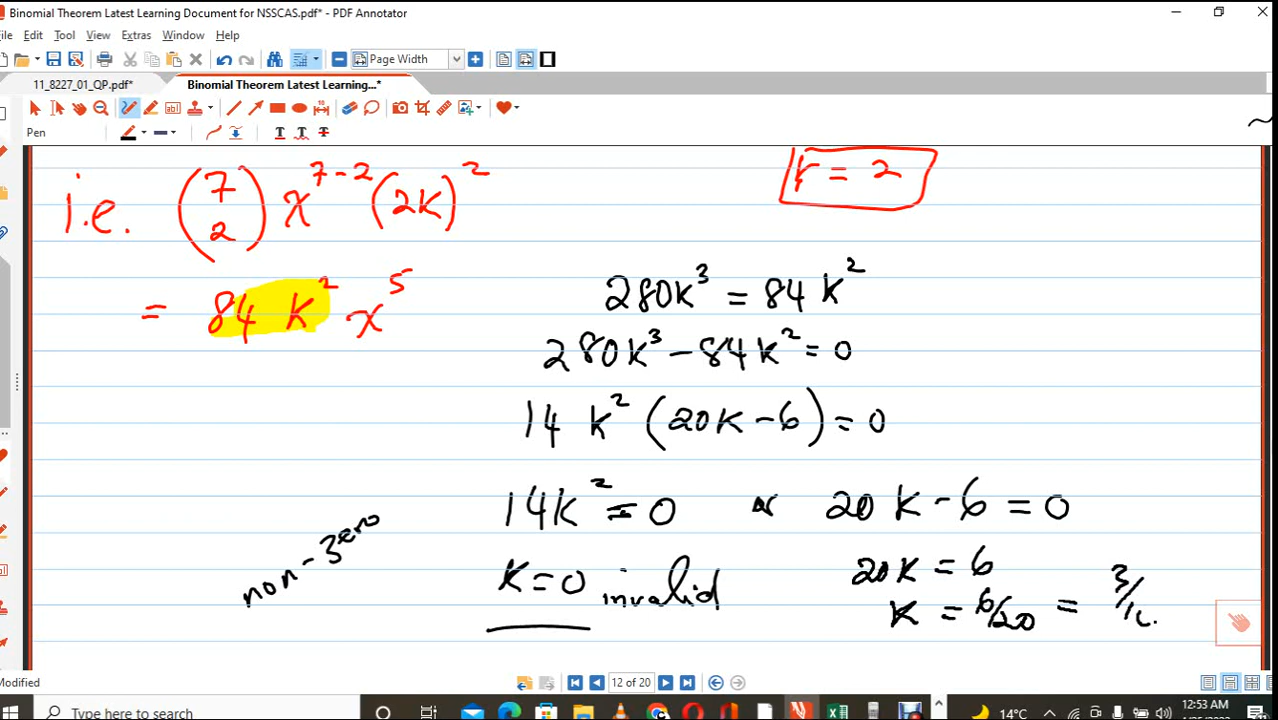 Binomial Theorem Latest Learning Document for NSSCAS.pdf* - PDF Annotator
ile Edit Tool View Extras Window Help
Page Width
11_8227_01_QP.pdf* Binomial Theorem Latest Learning...*
Pen
r = 2
i.e. (7 2) x^(7-2) (2k)^2
= 84 k^2 x^5
280k^3 = 84 k^2
280k^3 - 84k^2 = 0
14 k^2 (20k - 6) = 0
14k^2 = 0 or 20k - 6 = 0
non-zero
k = 0 invalid
20k = 6
k = 6/20 = 3/1
Modified 12 of 20
12:53 AM
Type here to search 14°C